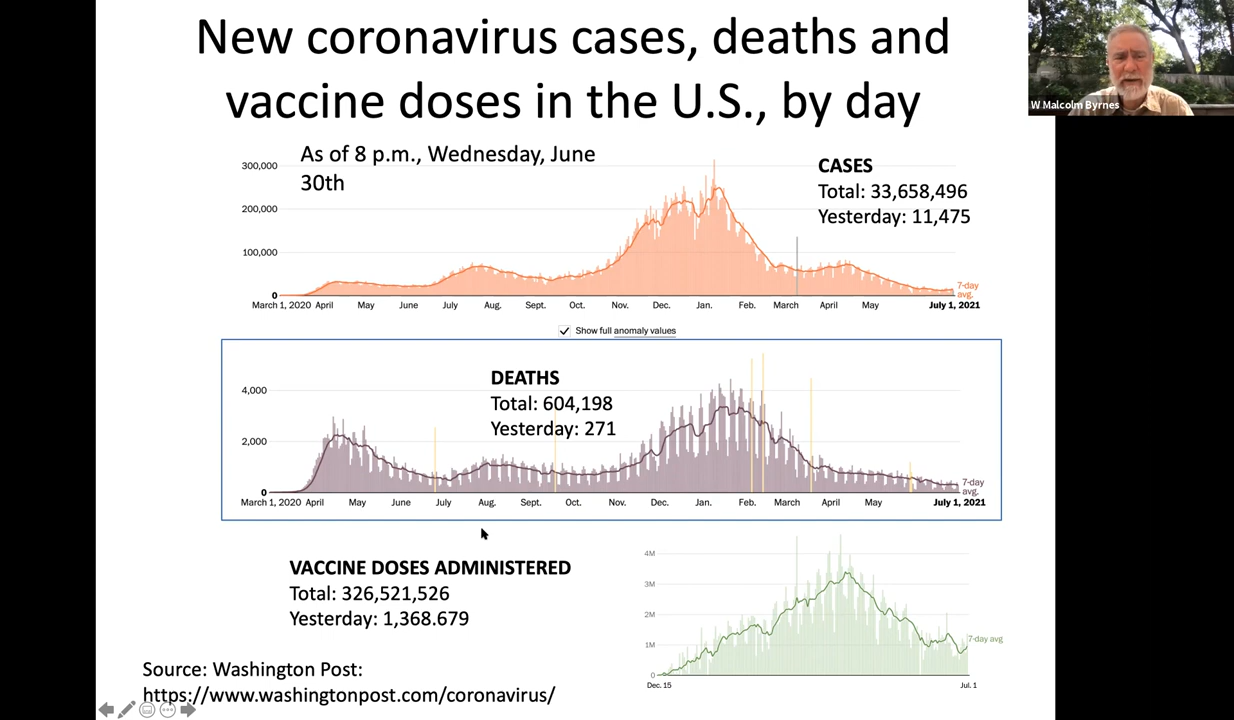 New coronavirus cases, deaths and
vaccine doses in the U.S., by day
W Malcolm Byrnes
As of 8 p.m., Wednesday, June
30th
CASES
Total: 33,658,496
Yesterday: 11,475
300,000
200,000
100,000
0
7-day
avg.
March 1, 2020 April May June July Aug. Sept. Oct. Nov. Dec. Jan. Feb. March April May July 1, 2021
Show full anomaly values
DEATHS
Total: 604,198
Yesterday: 271
4,000
2,000
0
7-day
avg.
March 1, 2020 April May June July Aug. Sept. Oct. Nov. Dec. Jan. Feb. March April May July 1, 2021
VACCINE DOSES ADMINISTERED
Total: 326,521,526
Yesterday: 1,368.679
4M
3M
2M
1M
0
7-day avg
Dec. 15 Jul. 1
Source: Washington Post:
https://www.washingtonpost.com/coronavirus/